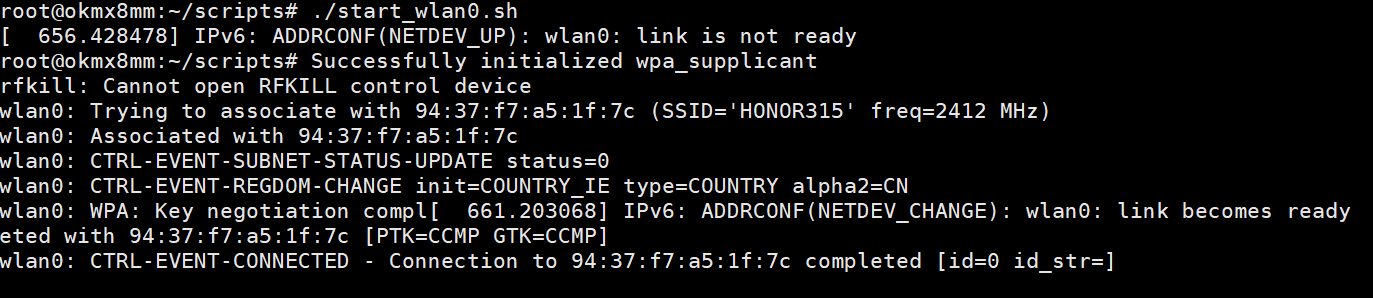 root@okmx8mm:~/scripts# ./start_wlan0.sh
[  656.428478] IPv6: ADDRCONF(NETDEV_UP): wlan0: link is not ready
root@okmx8mm:~/scripts# Successfully initialized wpa_supplicant
rfkill: Cannot open RFKILL control device
wlan0: Trying to associate with 94:37:f7:a5:1f:7c (SSID='HONOR315' freq=2412 MHz)
wlan0: Associated with 94:37:f7:a5:1f:7c
wlan0: CTRL-EVENT-SUBNET-STATUS-UPDATE status=0
wlan0: CTRL-EVENT-REGDOM-CHANGE init=COUNTRY_IE type=COUNTRY alpha2=CN
wlan0: WPA: Key negotiation compl[  661.203068] IPv6: ADDRCONF(NETDEV_CHANGE): wlan0: link becomes ready
eted with 94:37:f7:a5:1f:7c [PTK=CCMP GTK=CCMP]
wlan0: CTRL-EVENT-CONNECTED - Connection to 94:37:f7:a5:1f:7c completed [id=0 id_str=]